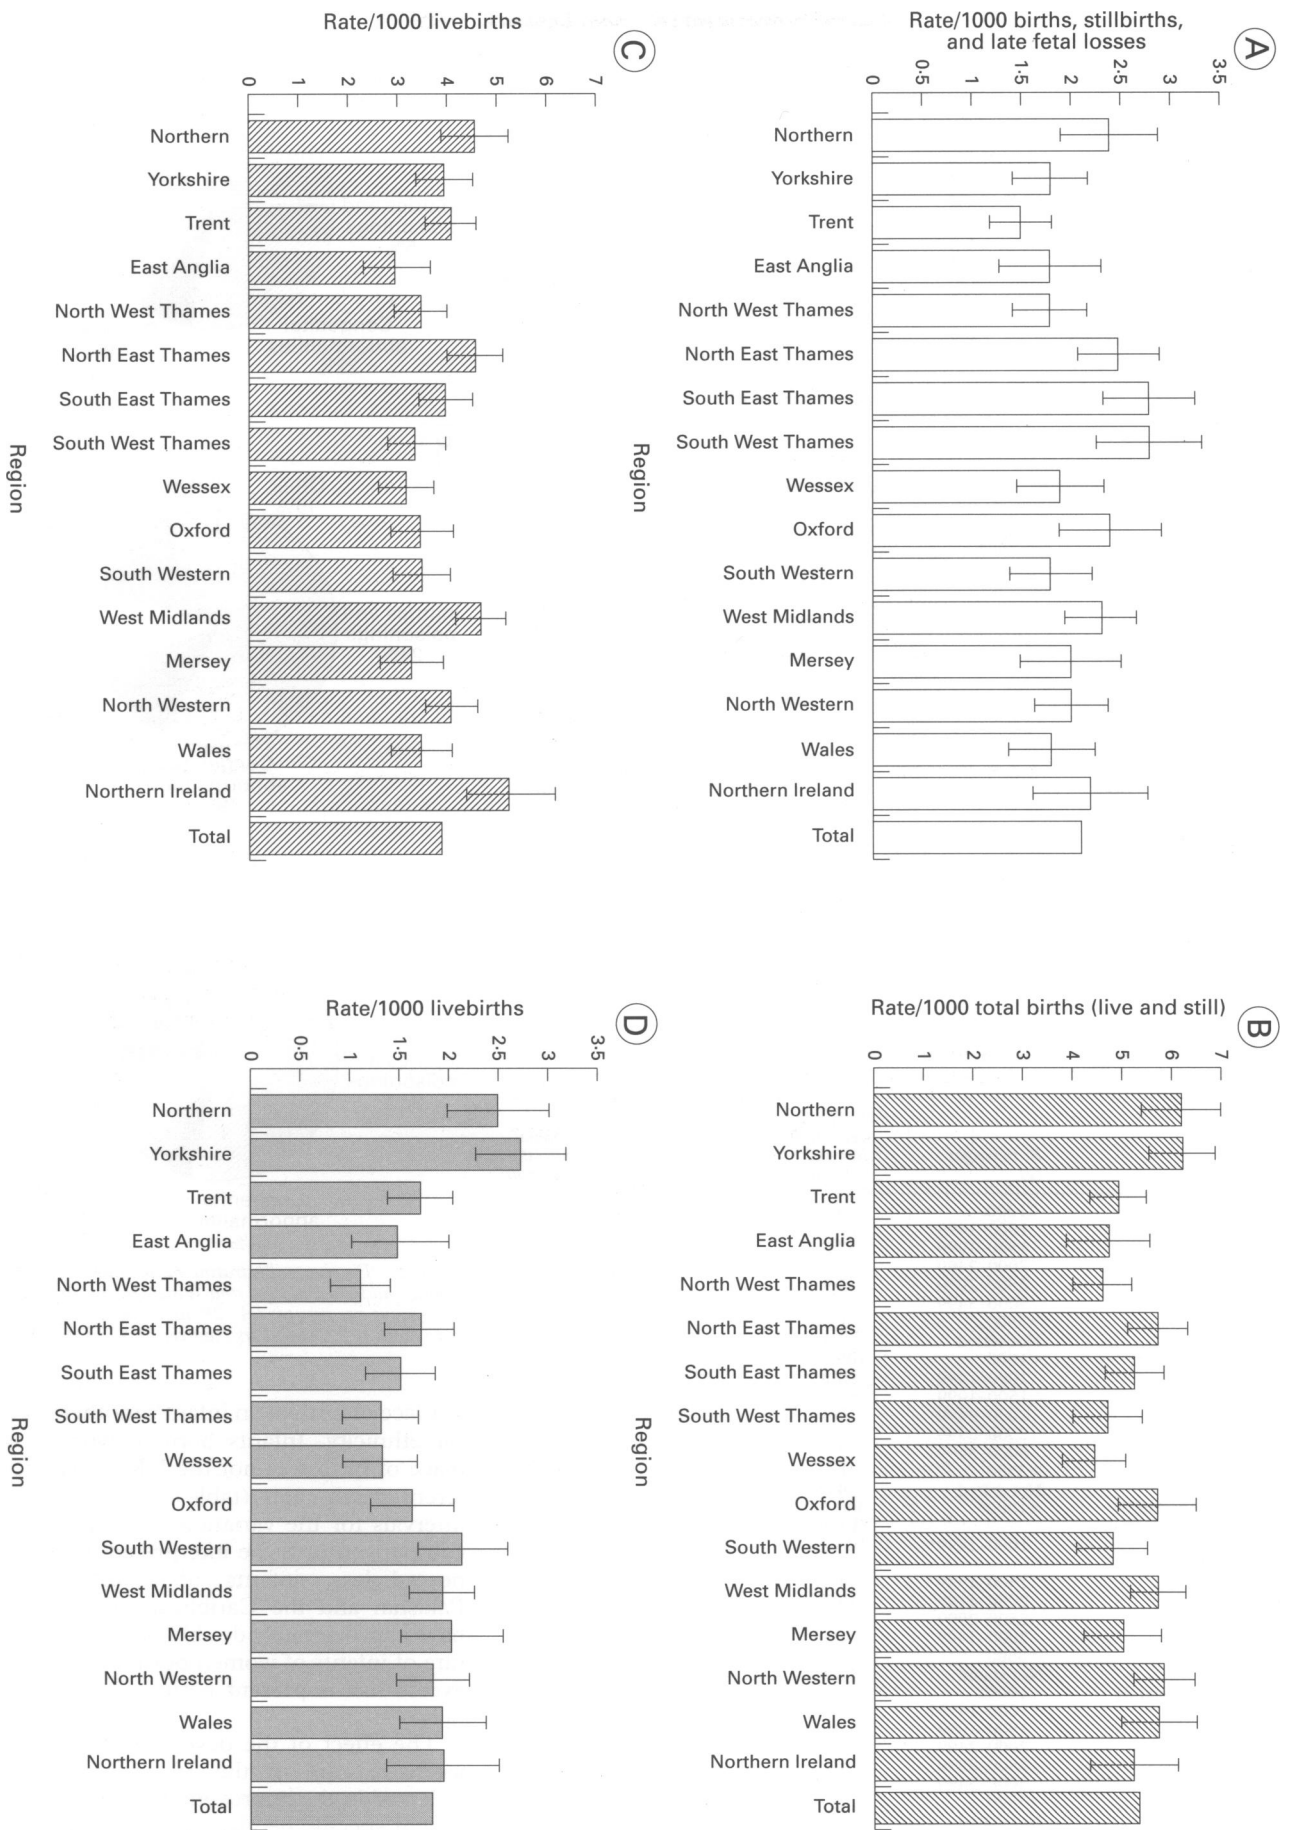 A
Rate/1000 births, stillbirths,
and late fetal losses
0
0·5
1
1·5
2
2·5
3
3·5
Northern
Yorkshire
Trent
East Anglia
North West Thames
North East Thames
South East Thames
South West Thames
Wessex
Oxford
South Western
West Midlands
Mersey
North Western
Wales
Northern Ireland
Total
Region
B
Rate/1000 total births (live and still)
0
1
2
3
4
5
6
7
Northern
Yorkshire
Trent
East Anglia
North West Thames
North East Thames
South East Thames
South West Thames
Wessex
Oxford
South Western
West Midlands
Mersey
North Western
Wales
Northern Ireland
Total
C
Rate/1000 livebirths
0
1
2
3
4
5
6
7
Northern
Yorkshire
Trent
East Anglia
North West Thames
North East Thames
South East Thames
South West Thames
Wessex
Oxford
South Western
West Midlands
Mersey
North Western
Wales
Northern Ireland
Total
Region
D
Rate/1000 livebirths
0
0·5
1
1·5
2
2·5
3
3·5
Northern
Yorkshire
Trent
East Anglia
North West Thames
North East Thames
South East Thames
South West Thames
Wessex
Oxford
South Western
West Midlands
Mersey
North Western
Wales
Northern Ireland
Total
Region